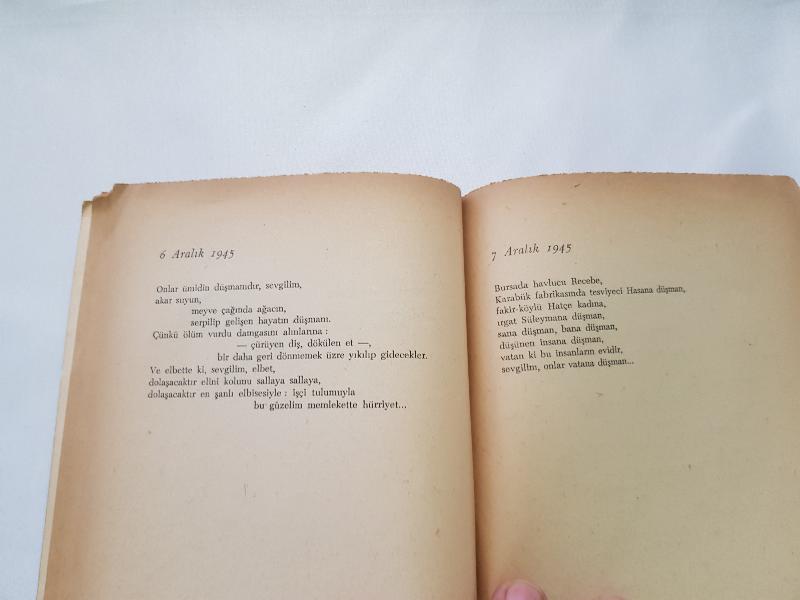 6 Aralık 1945
Onlar ümidin düşmanıdır, sevgilim,
akar suyun,
meyve çağında ağacın,
serpilip gelişen hayatın düşmanı.
Çünkü ölüm vurdu damgasını alınlarına :
— çürüyen diş, dökülen et —,
bir daha geri dönmemek üzre yıkılıp gidecekler.
Ve elbette ki, sevgilim, elbet,
dolaşacaktır elini kolunu sallaya sallaya,
dolaşacaktır en şanlı elbisesiyle : işçi tulumuyla
bu güzelim memlekette hürriyet...
7 Aralık 1945
Bursada havlucu Recebe,
Karabük fabrikasında tesviyeci Hasana düşman,
fakir-köylü Hatçe kadına,
ırgat Süleymana düşman,
sana düşman, bana düşman,
düşünen insana düşman,
vatan ki bu insanların evidir,
sevgilim, onlar vatana düşman...